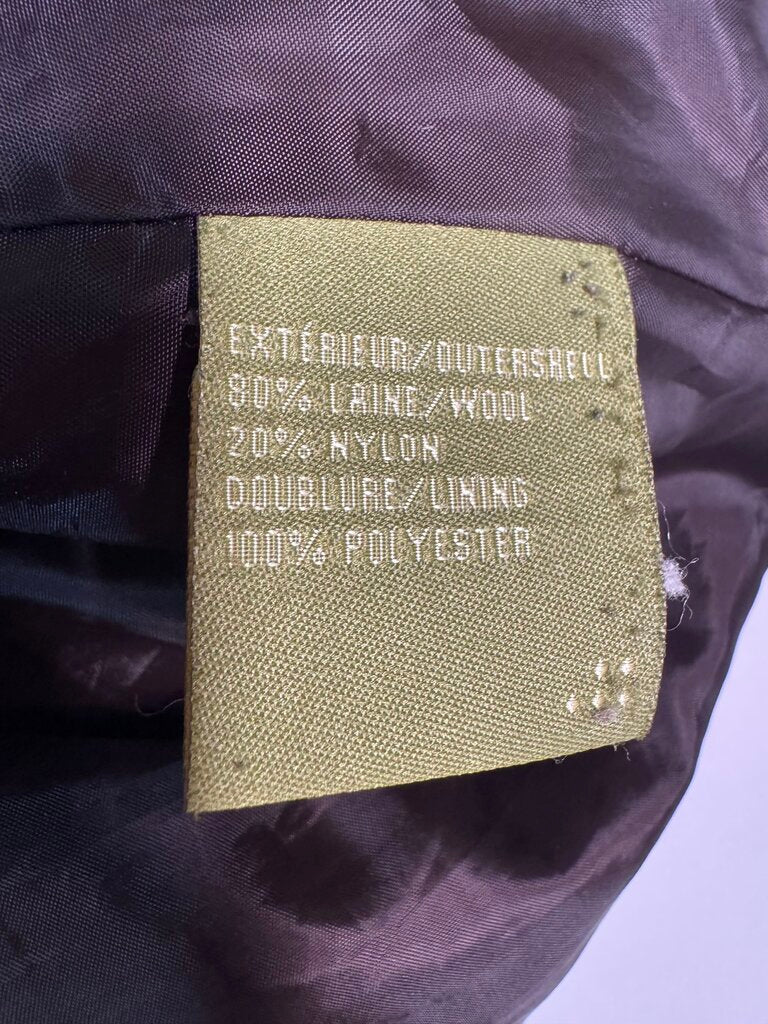 EXTÉRIEUR/OUTERSHELL
80% LAINE/WOOL
20% NYLON
DOUBLURE/LINING
100% POLYESTER